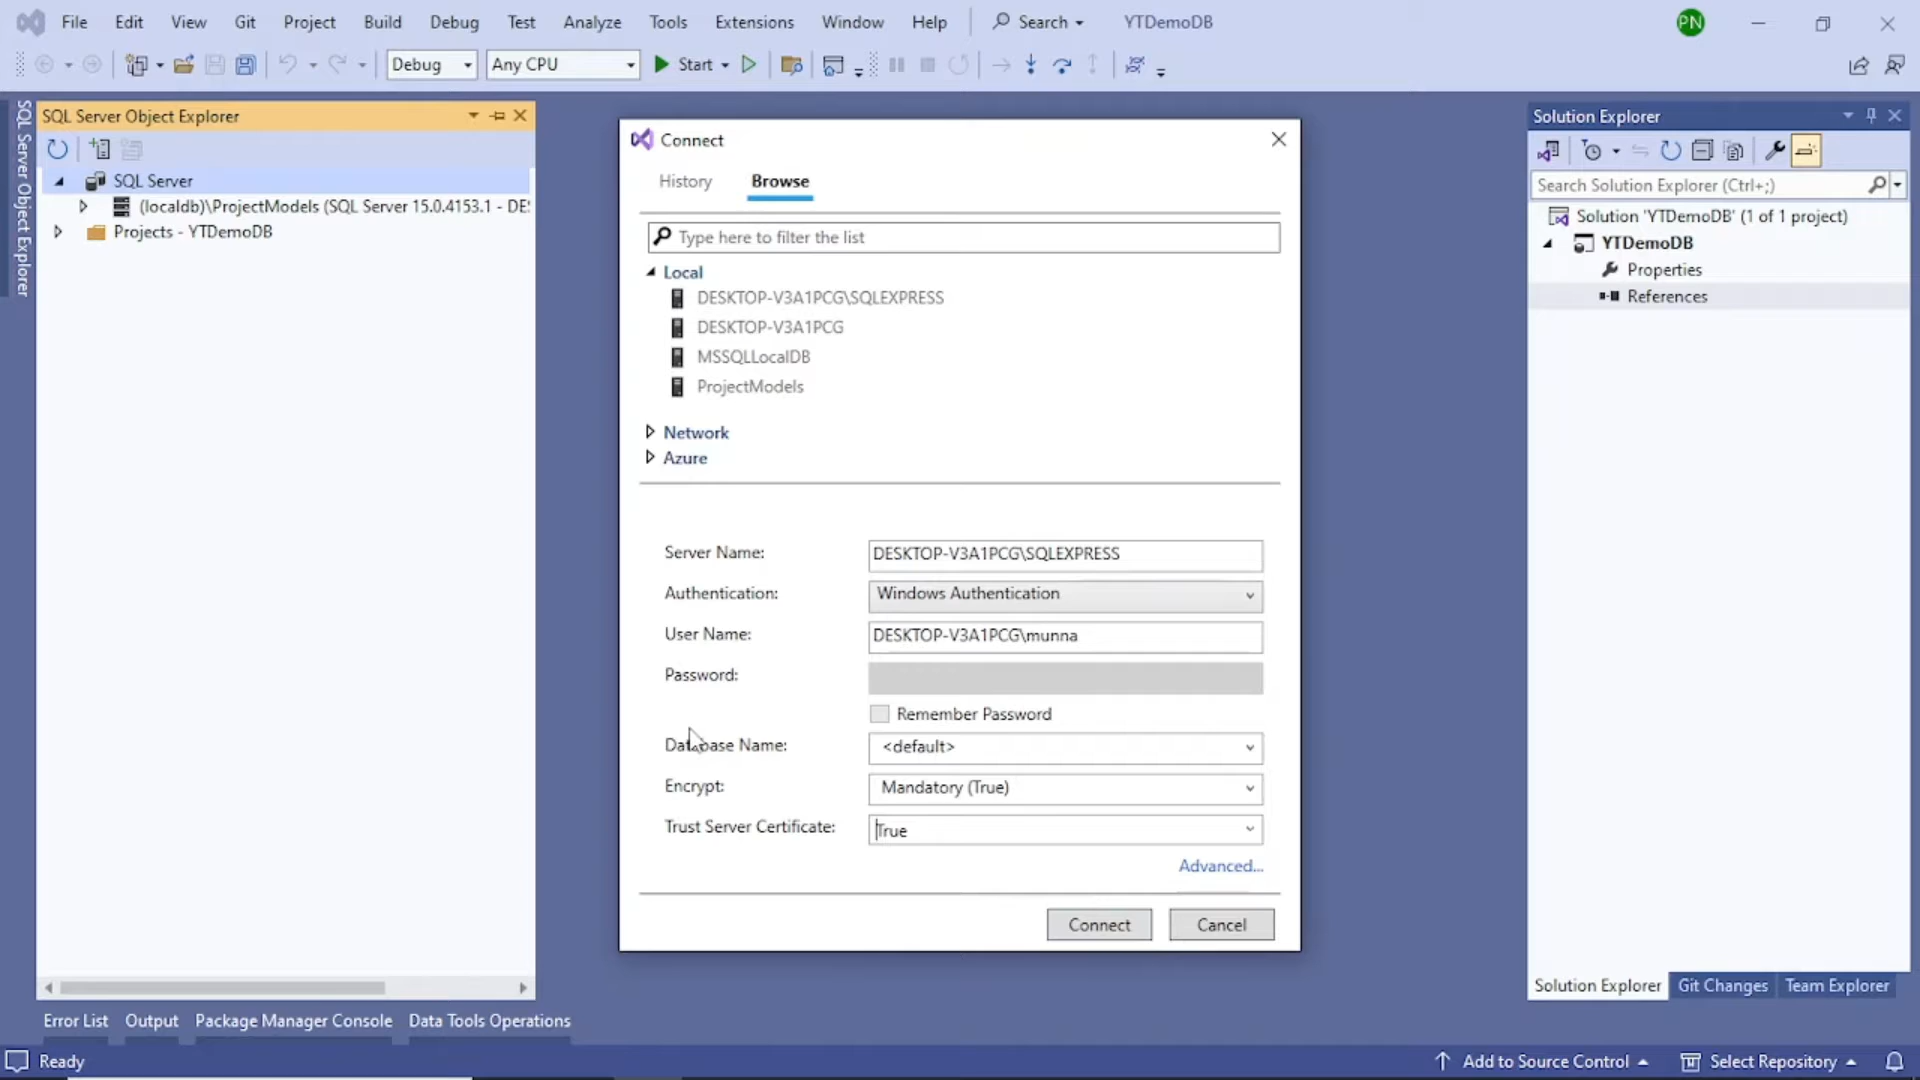 File Edit View Git Project Build Debug Test Analyze Tools Extensions Window Help Search YTDemoDB PN
Debug Any CPU Start
SQL Server Object Explorer
SQL Server Object Explorer
SQL Server
(localdb)\ProjectModels (SQL Server 15.0.4153.1 - DE
Projects - YTDemoDB
Connect
History Browse
Type here to filter the list
Local
DESKTOP-V3A1PCG\SQLEXPRESS
DESKTOP-V3A1PCG
MSSQLLocalDB
ProjectModels
Network
Azure
Server Name: DESKTOP-V3A1PCG\SQLEXPRESS
Authentication: Windows Authentication
User Name: DESKTOP-V3A1PCG\munna
Password:
Remember Password
Database Name: <default>
Encrypt: Mandatory (True)
Trust Server Certificate: True
Advanced...
Connect Cancel
Solution Explorer
Search Solution Explorer (Ctrl+;)
Solution 'YTDemoDB' (1 of 1 project)
YTDemoDB
Properties
References
Solution Explorer Git Changes Team Explorer
Error List Output Package Manager Console Data Tools Operations
Ready Add to Source Control Select Repository